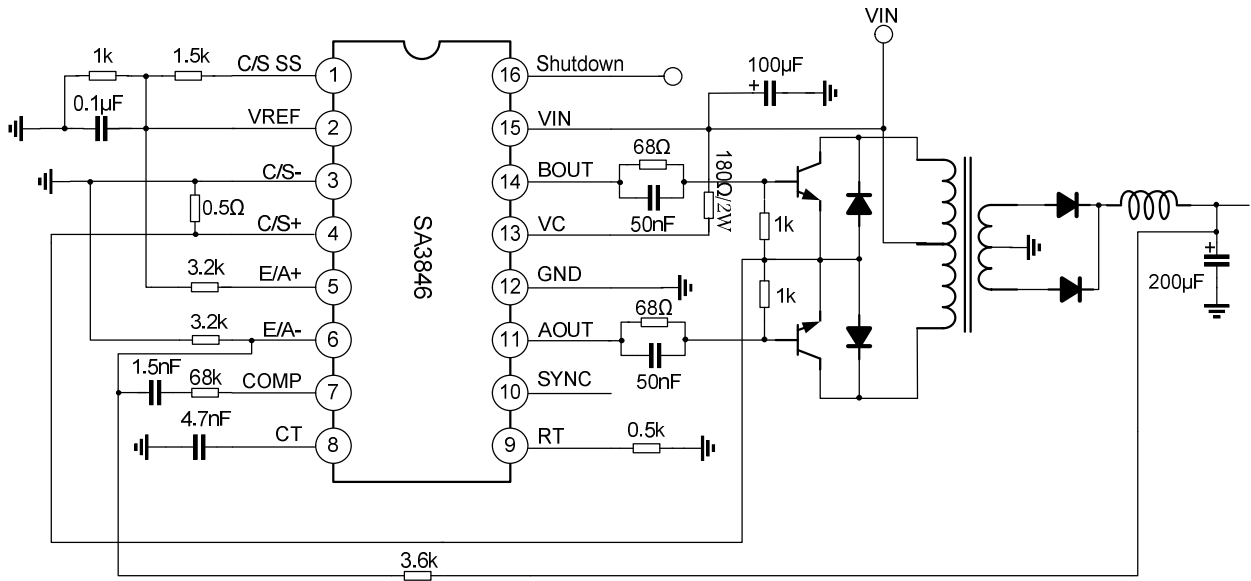 VIN
1k
1.5k
C/S SS
1
16
Shutdown
100μF
+
0.1μF
VREF
2
15
VIN
68Ω
180Ω/2W
C/S-
3
14
BOUT
50nF
0.5Ω
C/S+
4
13
VC
1k
SA3846
3.2k
E/A+
5
12
GND
1k
+
200μF
3.2k
E/A-
6
11
AOUT
68Ω
50nF
1.5nF
68k
COMP
7
10
SYNC
4.7nF
CT
8
9
RT
0.5k
3.6k